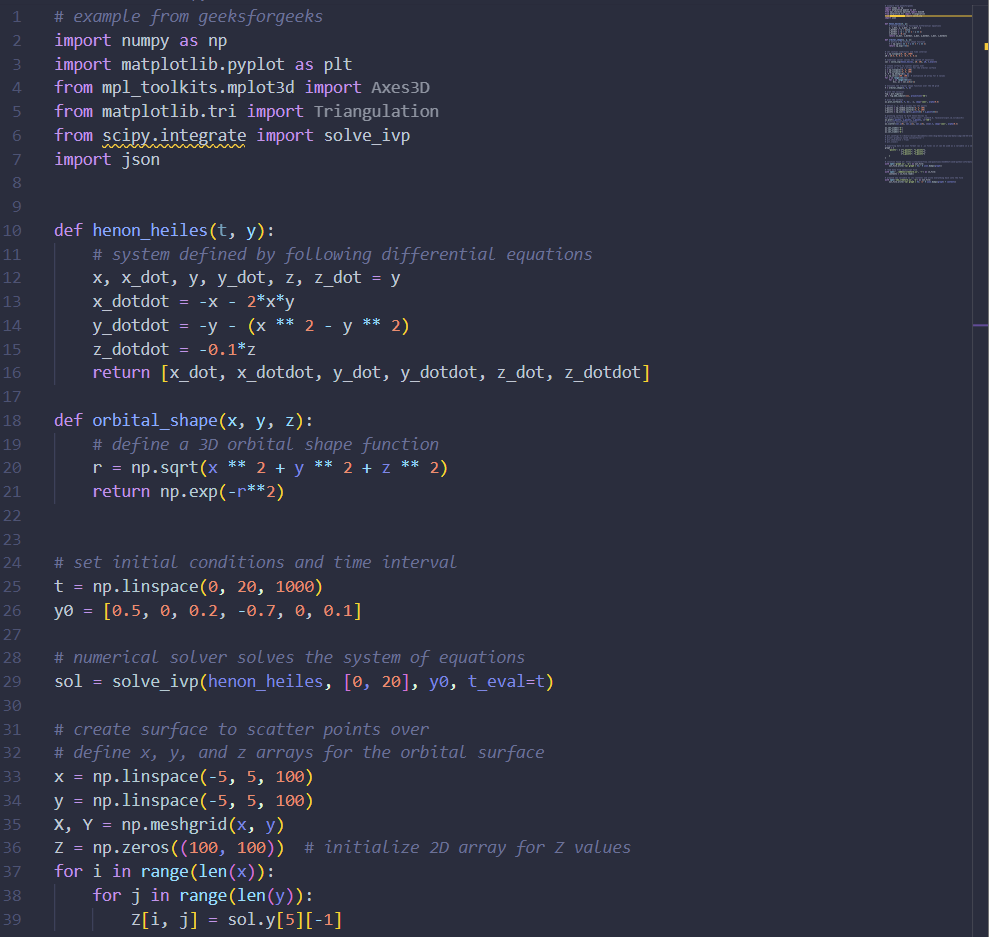 1 # example from geeksforgeeks
2 import numpy as np
3 import matplotlib.pyplot as plt
4 from mpl_toolkits.mplot3d import Axes3D
5 from matplotlib.tri import Triangulation
6 from scipy.integrate import solve_ivp
7 import json
8
9
10 def henon_heiles(t, y):
11     # system defined by following differential equations
12     x, x_dot, y, y_dot, z, z_dot = y
13     x_dotdot = -x - 2*x*y
14     y_dotdot = -y - (x ** 2 - y ** 2)
15     z_dotdot = -0.1*z
16     return [x_dot, x_dotdot, y_dot, y_dotdot, z_dot, z_dotdot]
17
18 def orbital_shape(x, y, z):
19     # define a 3D orbital shape function
20     r = np.sqrt(x ** 2 + y ** 2 + z ** 2)
21     return np.exp(-r**2)
22
23
24 # set initial conditions and time interval
25 t = np.linspace(0, 20, 1000)
26 y0 = [0.5, 0, 0.2, -0.7, 0, 0.1]
27
28 # numerical solver solves the system of equations
29 sol = solve_ivp(henon_heiles, [0, 20], y0, t_eval=t)
30
31 # create surface to scatter points over
32 # define x, y, and z arrays for the orbital surface
33 x = np.linspace(-5, 5, 100)
34 y = np.linspace(-5, 5, 100)
35 X, Y = np.meshgrid(x, y)
36 Z = np.zeros((100, 100))  # initialize 2D array for Z values
37 for i in range(len(x)):
38     for j in range(len(y)):
39         Z[i, j] = sol.y[5][-1]